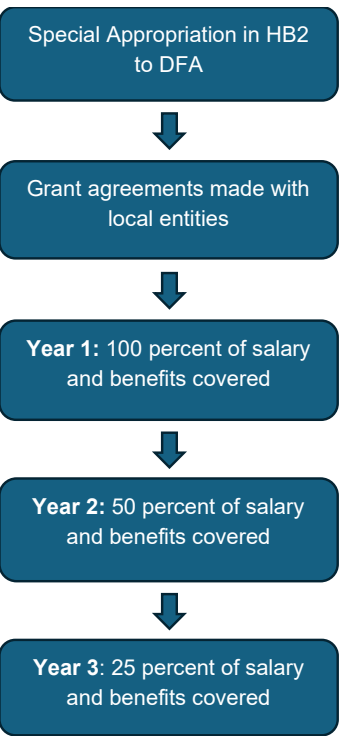 Special Appropriation in HB2
to DFA
Grant agreements made with
local entities
Year 1: 100 percent of salary
and benefits covered
Year 2: 50 percent of salary
and benefits covered
Year 3: 25 percent of salary
and benefits covered